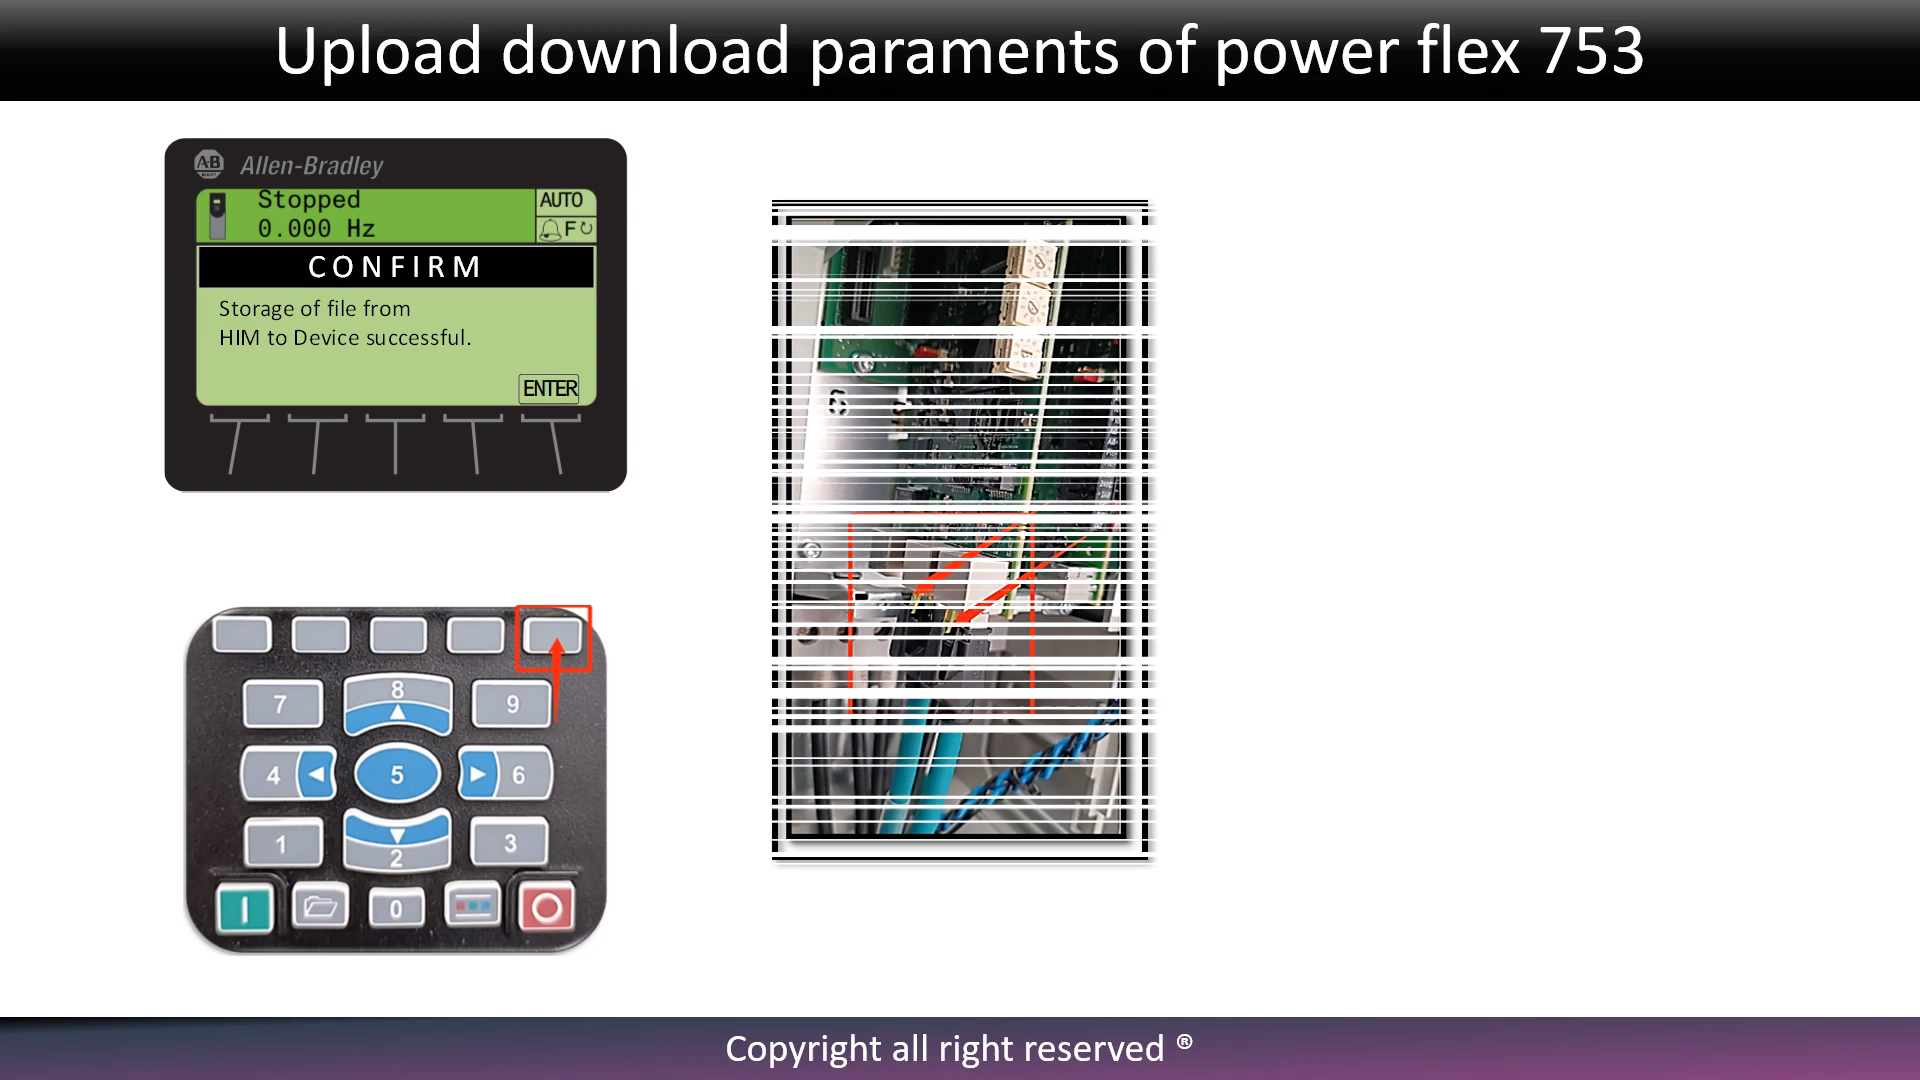 Upload download paraments of power flex 753
A-B
Allen-Bradley
Stopped
AUTO
0.000 Hz
F
CONFIRM
Storage of file from
HIM to Device successful.
ENTER
7
8
9
4
5
6
1
2
3
0
Copyright all right reserved ®